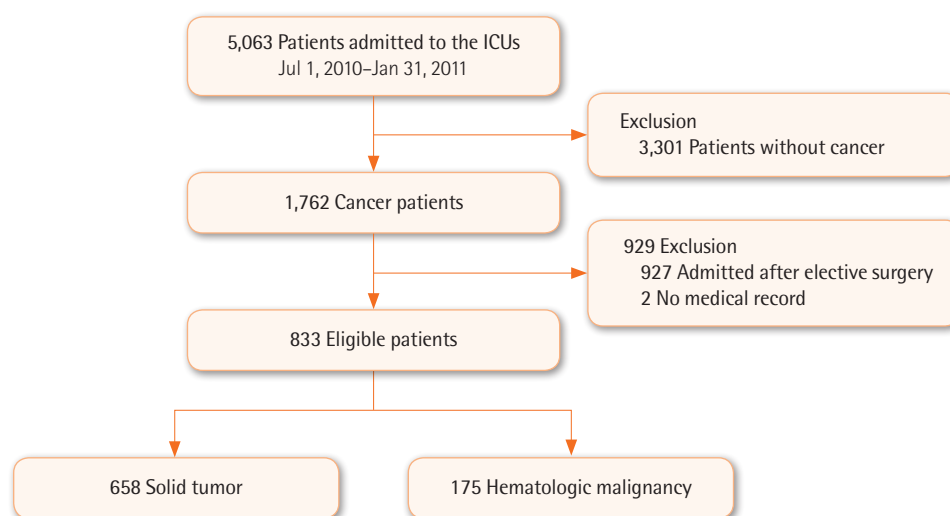 5,063 Patients admitted to the ICUs
Jul 1, 2010–Jan 31, 2011
Exclusion
3,301 Patients without cancer
1,762 Cancer patients
929 Exclusion
927 Admitted after elective surgery
2 No medical record
833 Eligible patients
658 Solid tumor
175 Hematologic malignancy